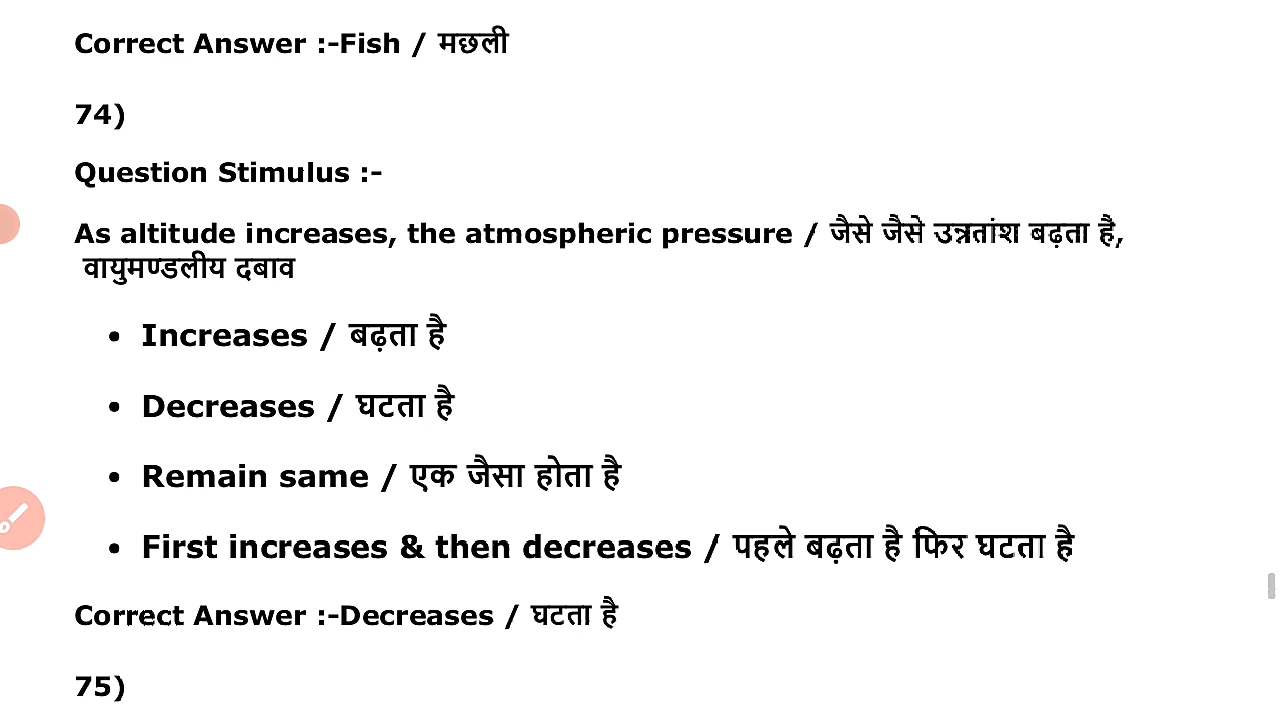 Correct Answer :-Fish / मछली
74)
Question Stimulus :-
As altitude increases, the atmospheric pressure / जैसे जैसे उन्नतांश बढ़ता है,
वायुमण्डलीय दबाव
• Increases / बढ़ता है
• Decreases / घटता है
• Remain same / एक जैसा होता है
• First increases & then decreases / पहले बढ़ता है फिर घटता है
Correct Answer :-Decreases / घटता है
75)